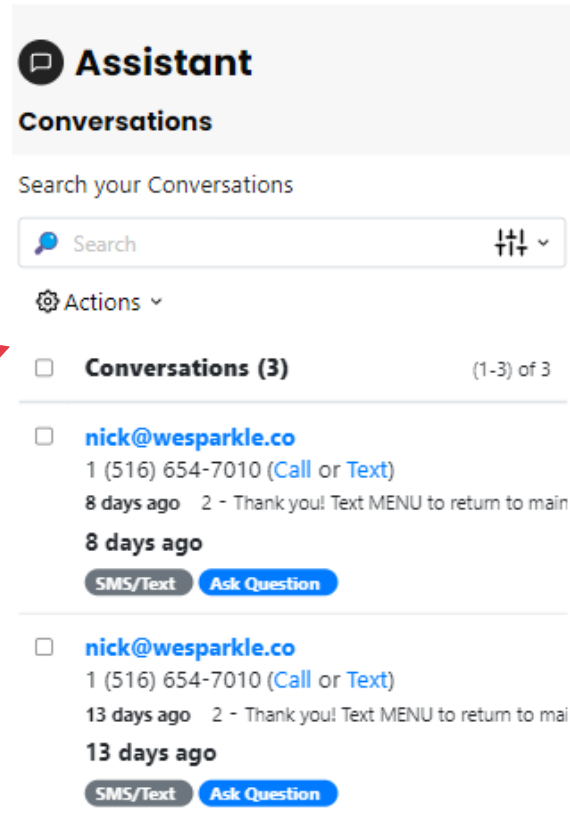 Assistant
Conversations
Search your Conversations
Search
Actions
Conversations (3) (1-3) of 3
nick@wesparkle.co
1 (516) 654-7010 (Call or Text)
8 days ago 2 - Thank you! Text MENU to return to main
8 days ago
SMS/Text Ask Question
nick@wesparkle.co
1 (516) 654-7010 (Call or Text)
13 days ago 2 - Thank you! Text MENU to return to mai
13 days ago
SMS/Text Ask Question